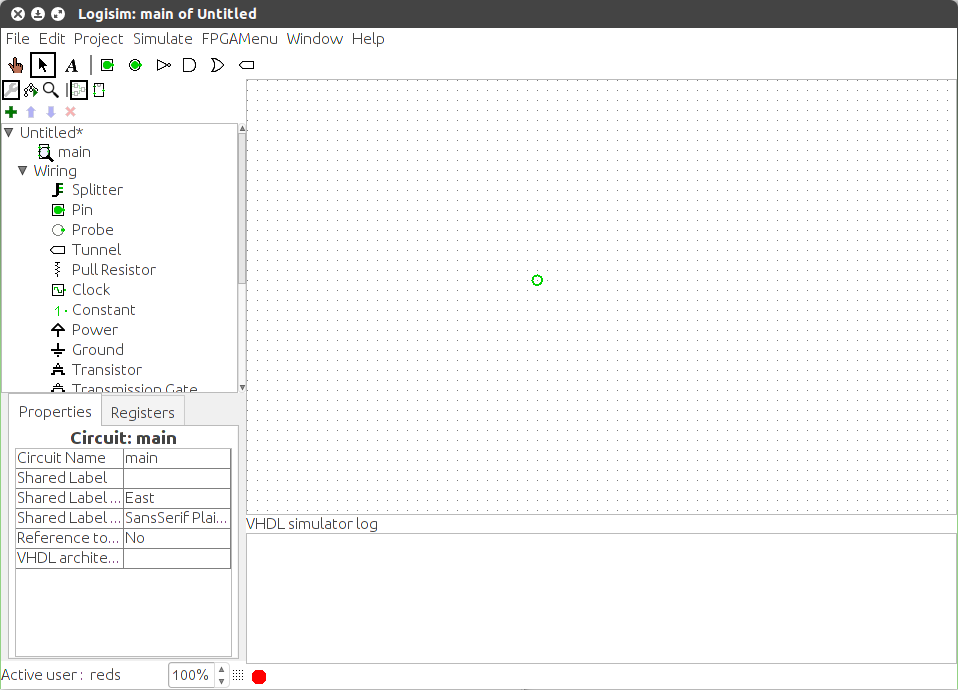 Logisim: main of Untitled
File Edit Project Simulate FPGAMenu Window Help
A
Untitled*
main
Wiring
Splitter
Pin
Probe
Tunnel
Pull Resistor
Clock
1 Constant
Power
Ground
Transistor
Transmission Gate
Properties Registers
Circuit: main
Circuit Name main
Shared Label
Shared Label ... East
Shared Label ... SansSerif Plai...
Reference to... No
VHDL archite...
VHDL simulator log
Active user : reds 100%